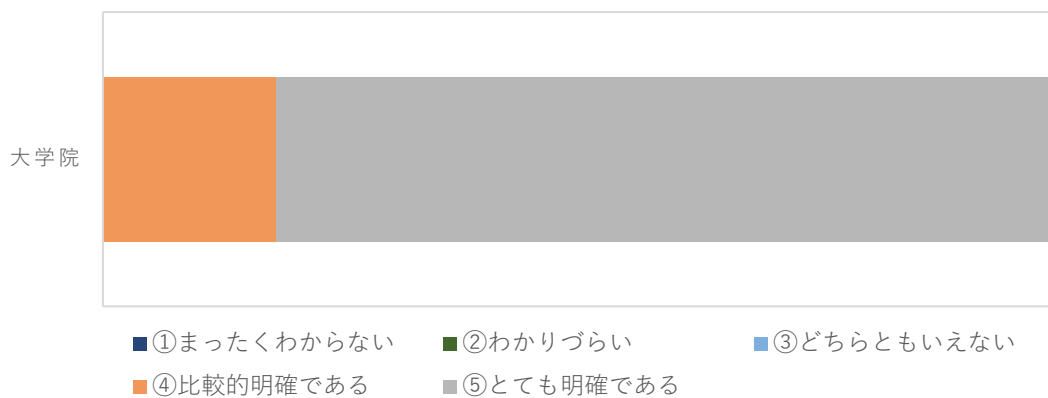 大学院
①まったくわからない ②わかりづらい ③どちらともいえない
④比較的明確である ⑤とても明確である